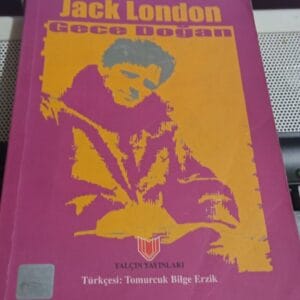 Jack London
Gece Doğan
YALÇIN YAYINLARI
Türkçesi: Tomurcuk Bilge Erzik